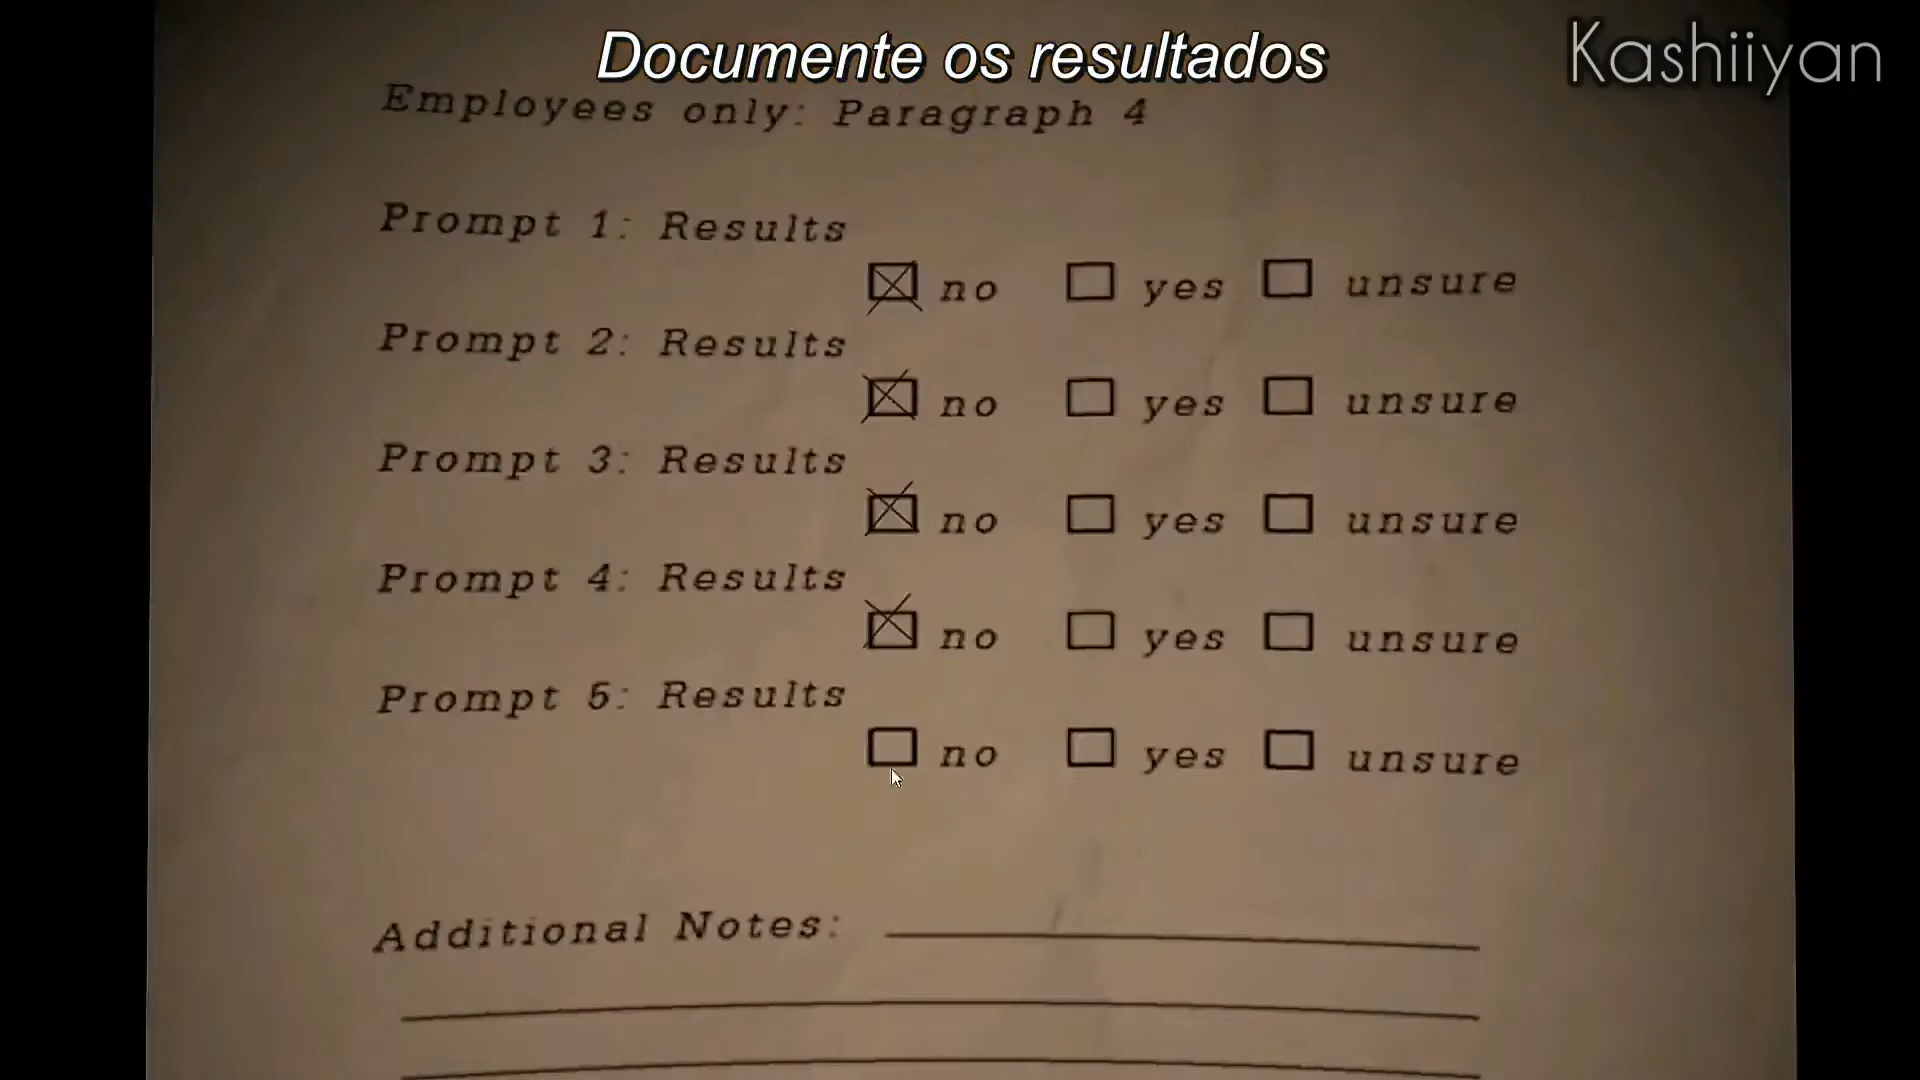 Documente os resultados
Kashiiyan
Employees only: Paragraph 4
Prompt 1: Results
no yes unsure
Prompt 2: Results
no yes unsure
Prompt 3: Results
no yes unsure
Prompt 4: Results
no yes unsure
Prompt 5: Results
no yes unsure
Additional Notes: